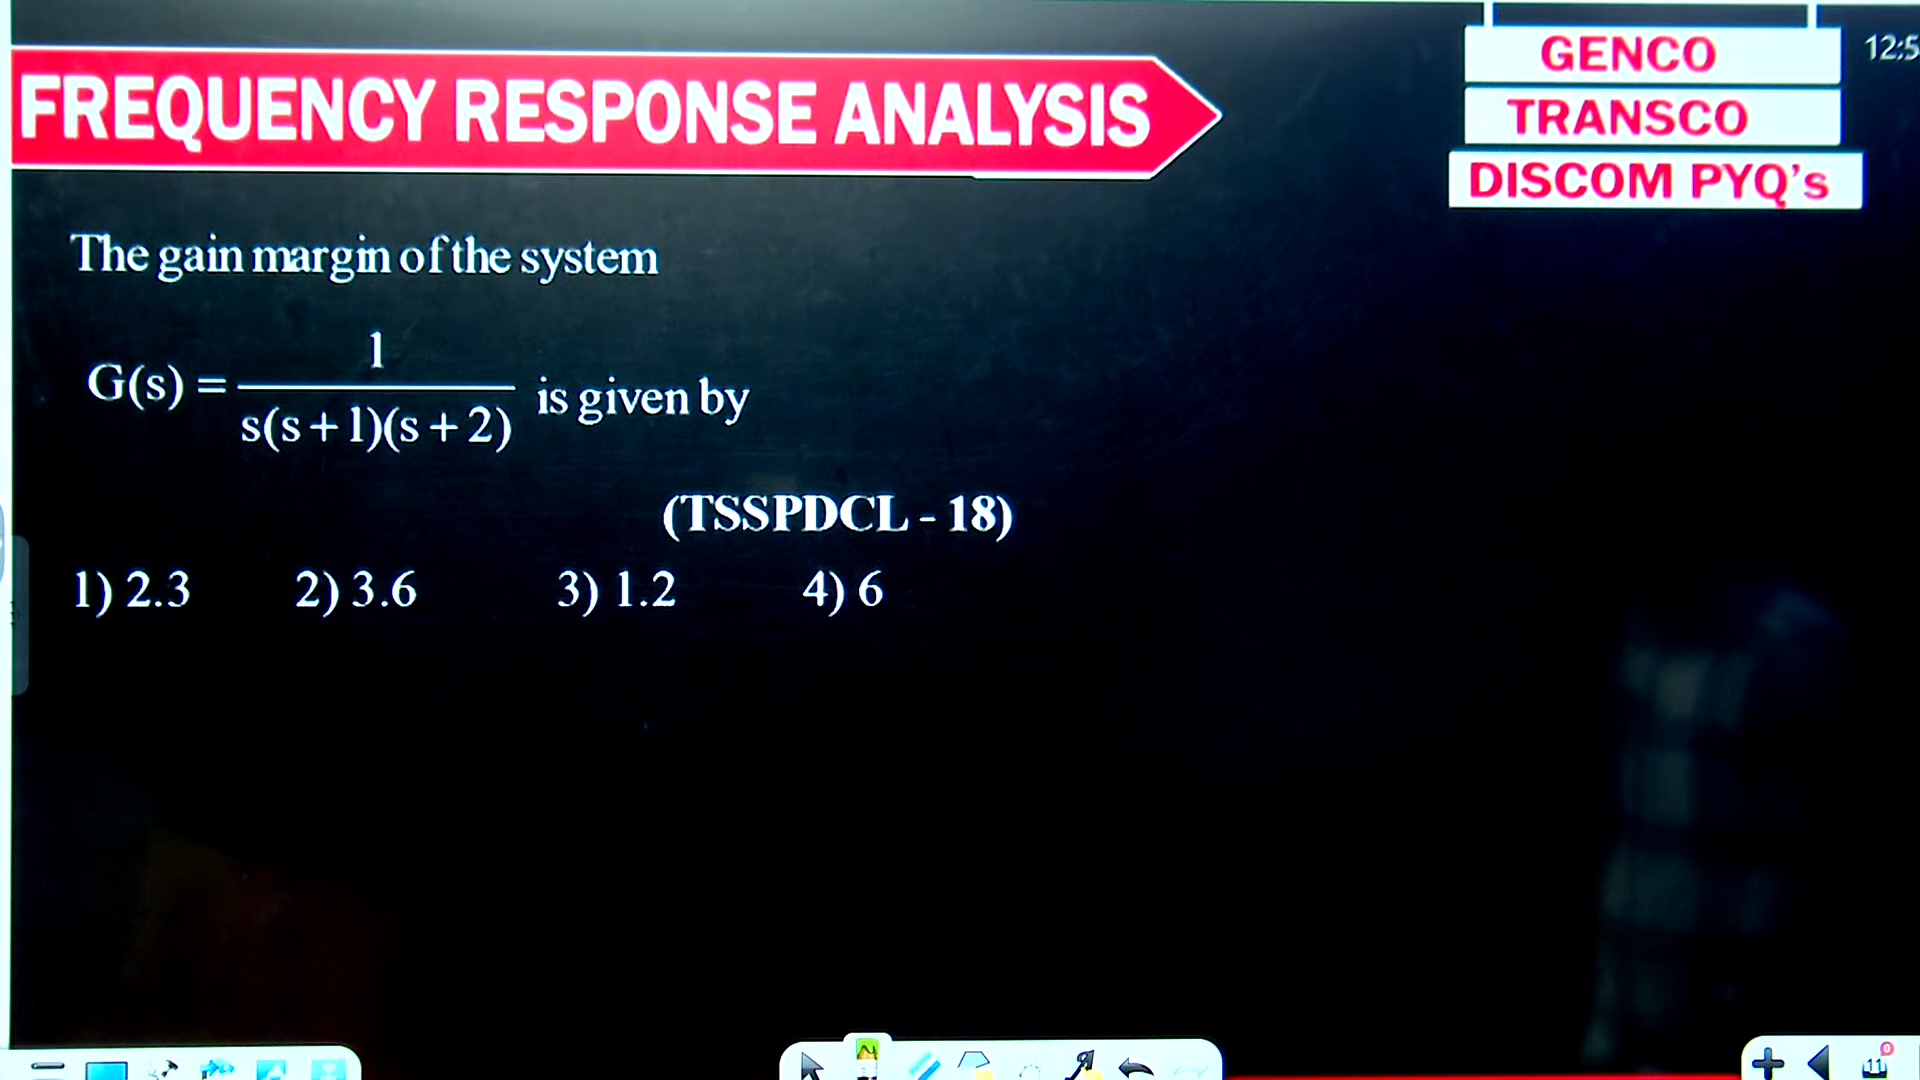 FREQUENCY RESPONSE ANALYSIS
GENCO
TRANSCO
DISCOM PYQ's
12:5
The gain margin of the system
G(s) = 1 / s(s+1)(s+2) is given by
(TSSPDCL - 18)
1) 2.3 2) 3.6 3) 1.2 4) 6